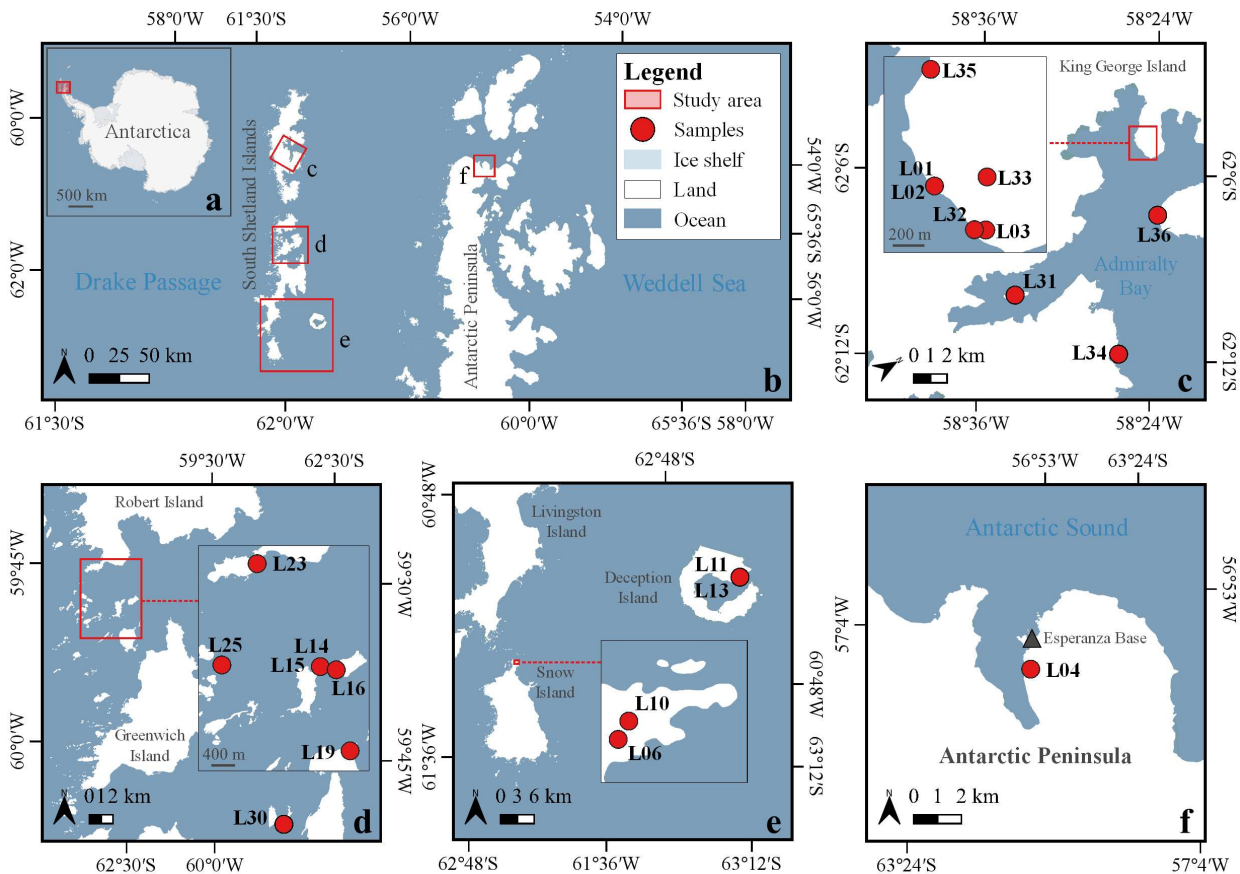 58°0'W
61°30'S
56°0'W
54°0'W
60°0'W
62°0'W
Antarctica
500 km
a
South Shetland Islands
c
d
e
f
Drake Passage
Antarctic Peninsula
Weddell Sea
N
0 25 50 km
b
Legend
Study area
Samples
Ice shelf
Land
Ocean
54°0'W
65°36'S
56°0'W
61°30'S
62°0'W
60°0'W
65°36'S
58°0'W
58°36'W
58°24'W
62°6'W
62°12'W
L35
L01
L02
L33
L32
L03
200 m
King George Island
L36
L31
Admiralty
Bay
L34
N
0 1 2 km
c
62°6'S
62°12'S
58°36'W
58°24'W
59°30'W
62°30'S
59°45'W
60°0'W
Robert Island
L23
L25
L14
L15
L16
L19
400 m
Greenwich
Island
N
012 km
L30
d
59°30'W
59°45'W
62°30'S
60°0'W
62°48'S
60°48'W
61°36'W
Livingston
Island
Deception
Island
L11
L13
Snow
Island
L10
L06
N
0 3 6 km
e
60°48'W
63°12'S
62°48'S
61°36'W
63°12'S
56°53'W
63°24'S
57°4'W
Antarctic Sound
Esperanza Base
L04
Antarctic Peninsula
N
0 1 2 km
f
56°53'W
63°24'S
57°4'W